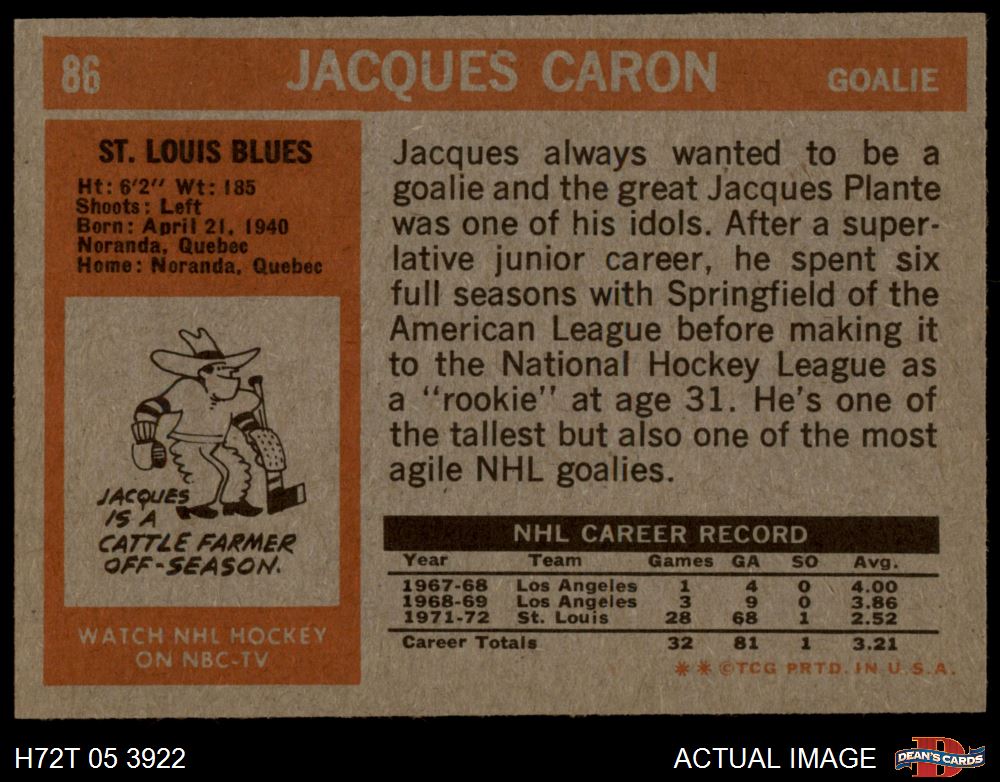 86 JACQUES CARON GOALIE
ST. LOUIS BLUES
Ht: 6'2" Wt: 185
Shoots: Left
Born: April 21, 1940
Noranda, Quebec
Home: Noranda, Quebec
JACQUES
IS A
CATTLE FARMER
OFF-SEASON.
WATCH NHL HOCKEY
ON NBC-TV
Jacques always wanted to be a
goalie and the great Jacques Plante
was one of his idols. After a super-
lative junior career, he spent six
full seasons with Springfield of the
American League before making it
to the National Hockey League as
a "rookie" at age 31. He's one of
the tallest but also one of the most
agile NHL goalies.
NHL CAREER RECORD
Year Team Games GA SO Avg.
1967-68 Los Angeles 1 4 0 4.00
1968-69 Los Angeles 3 9 0 3.86
1971-72 St. Louis 28 68 1 2.52
Career Totals 32 81 1 3.21
** ©TCG PRTD. IN U.S.A.
H72T 05 3922 ACTUAL IMAGE D DEAN'S CARDS